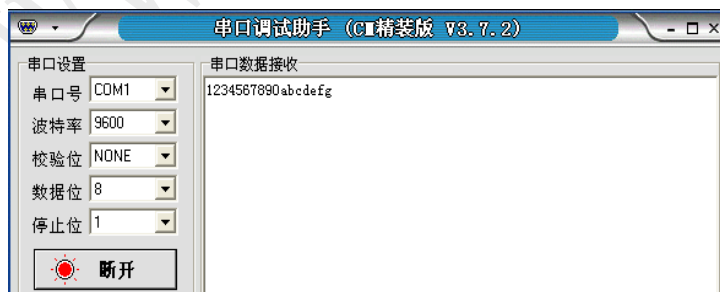 串口调试助手 (CM精装版 V3.7.2)
串口设置
串口号 COM1
波特率 9600
校验位 NONE
数据位 8
停止位 1
断开
串口数据接收
1234567890abcdefg